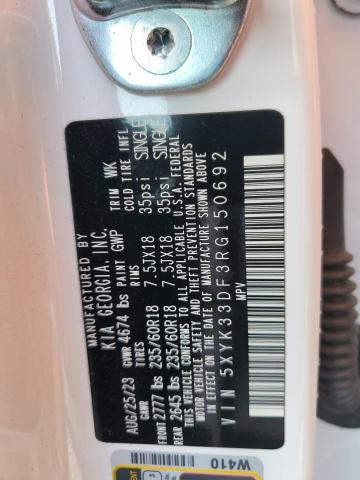 MANUFACTURED BY
KIA GEORGIA, INC.
AUG/25/23 GVWR 4674 lbs PAINT GWP TRIM WK
GAWR TIRES COLD TIRE INFL
FRONT 2777 lbs 235/60R18 7.5JX18 35psi SINGLE
REAR 2645 lbs 235/60R18 7.5JX18 35psi SINGLE
THIS VEHICLE CONFORMS TO ALL APPLICABLE U.S.A. FEDERAL
MOTOR VEHICLE SAFETY AND THEFT PREVENTION STANDARDS
IN EFFECT ON THE DATE OF MANUFACTURE SHOWN ABOVE
VIN 5XYK33DF3RG150692
MPV
W410